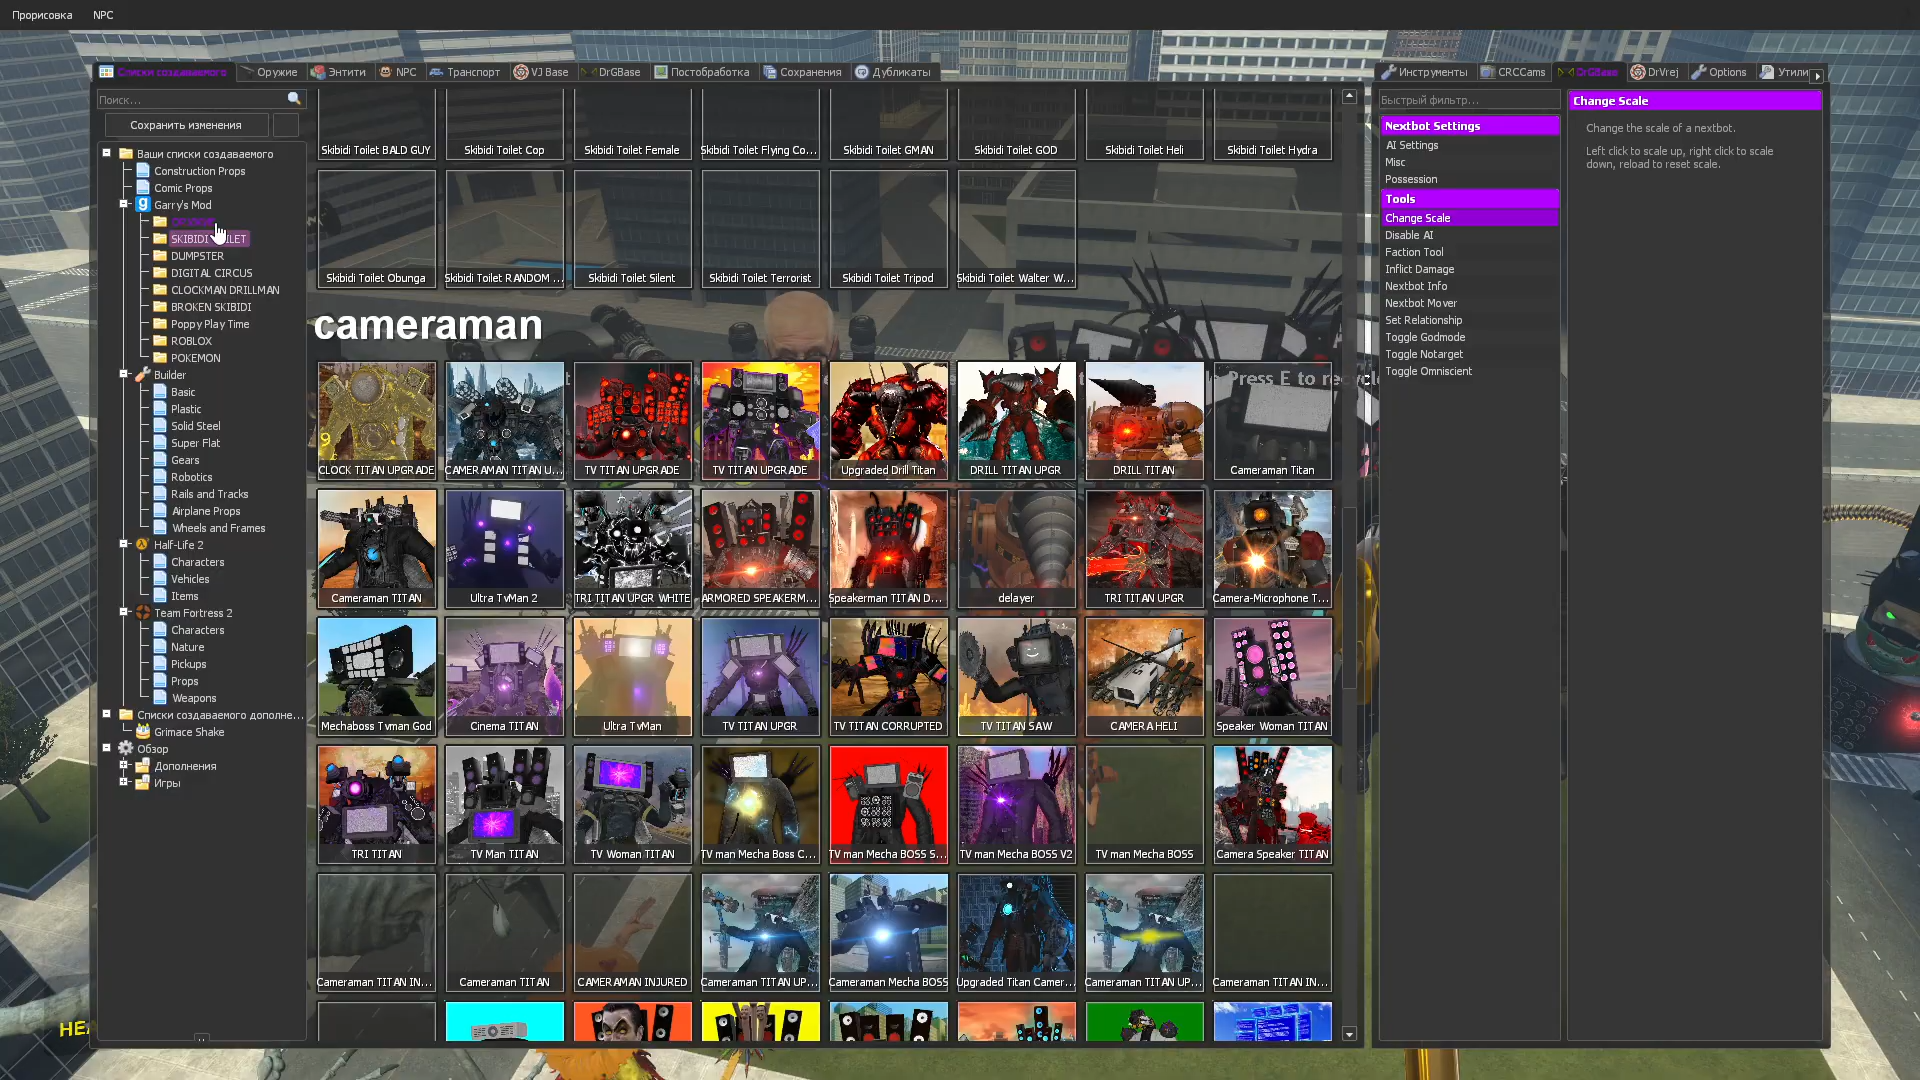 Прорисовка NPC
Списки создаваемого Оружие Энтити NPC Транспорт VJ Base DrGBase Постобработка Сохранения Дубликаты
Инструменты CRCCams DrGBase DrVrej Options Утили
Поиск...
Сохранить изменения
Ваши списки создаваемого
Construction Props
Comic Props
Garry's Mod
SKIBIDI
DUMPSTER
DIGITAL CIRCUS
CLOCKMAN DRILLMAN
BROKEN SKIBIDI
Poppy Play Time
ROBLOX
POKEMON
Builder
Basic
Plastic
Solid Steel
Super Flat
Gears
Robotics
Rails and Tracks
Airplane Props
Wheels and Frames
Half-Life 2
Characters
Vehicles
Items
Team Fortress 2
Characters
Nature
Pickups
Props
Weapons
Списки создаваемого дополне...
Grimace Shake
Обзор
Дополнения
Игры
Skibidi Toilet BALD GUY Skibidi Toilet Cop Skibidi Toilet Female Skibidi Toilet Flying Co... Skibidi Toilet GMAN Skibidi Toilet GOD Skibidi Toilet Heli Skibidi Toilet Hydra
Skibidi Toilet Obunga Skibidi Toilet RANDOM ... Skibidi Toilet Silent Skibidi Toilet Terrorist Skibidi Toilet Tripod Skibidi Toilet Walter W...
cameraman
Press E to recycl
9
CLOCK TITAN UPGRADE CAMERAMAN TITAN U... TV TITAN UPGRADE TV TITAN UPGRADE Upgraded Drill Titan DRILL TITAN UPGR DRILL TITAN Cameraman Titan
Cameraman TITAN Ultra TvMan 2 TRI TITAN UPGR WHITE ARMORED SPEAKERM... Speakerman TITAN D... delayer TRI TITAN UPGR Camera-Microphone T...
Mechaboss Tvman God Cinema TITAN Ultra TvMan TV TITAN UPGR TV TITAN CORRUPTED TV TITAN SAW CAMERA HELI Speaker Woman TITAN
TRI TITAN TV Man TITAN TV Woman TITAN TV man Mecha Boss C... TV man Mecha BOSS S... TV man Mecha BOSS V2 TV man Mecha BOSS Camera Speaker TITAN
Cameraman TITAN IN... Cameraman TITAN CAMERAMAN INJURED Cameraman TITAN UP... Cameraman Mecha BOSS Upgraded Titan Camer... Cameraman TITAN UP... Cameraman TITAN IN...
Быстрый фильтр...
Nextbot Settings
AI Settings
Misc
Possession
Tools
Change Scale
Disable AI
Faction Tool
Inflict Damage
Nextbot Info
Nextbot Mover
Set Relationship
Toggle Godmode
Toggle Notarget
Toggle Omniscient
Change Scale
Change the scale of a nextbot.
Left click to scale up, right click to scale
down, reload to reset scale.